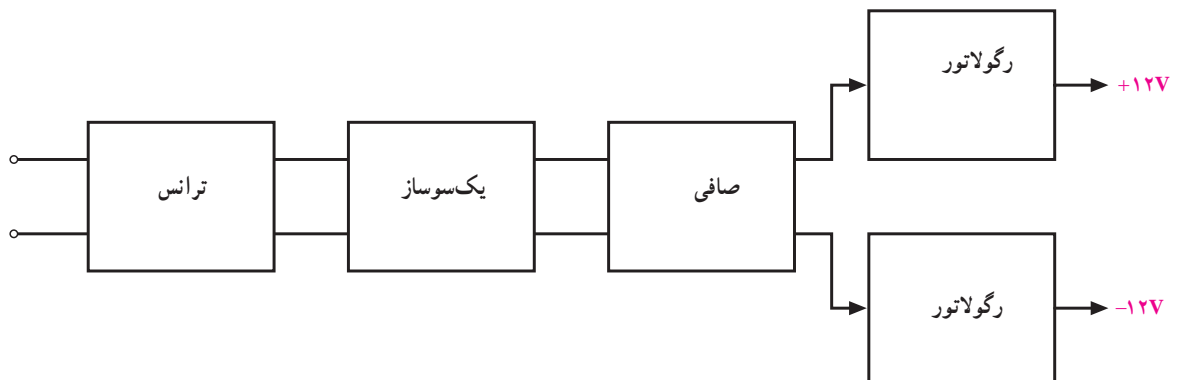 رگولاتور
+۱۲V
ترانس
یک‌سوساز
صافی
رگولاتور
–۱۲V